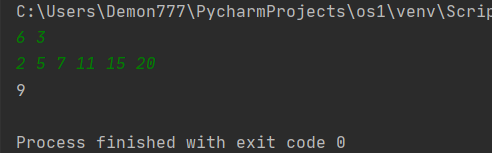 C:\Users\Demon777\PycharmProjects\os1\venv\Scrip
6 3
2 5 7 11 15 20
9
Process finished with exit code 0